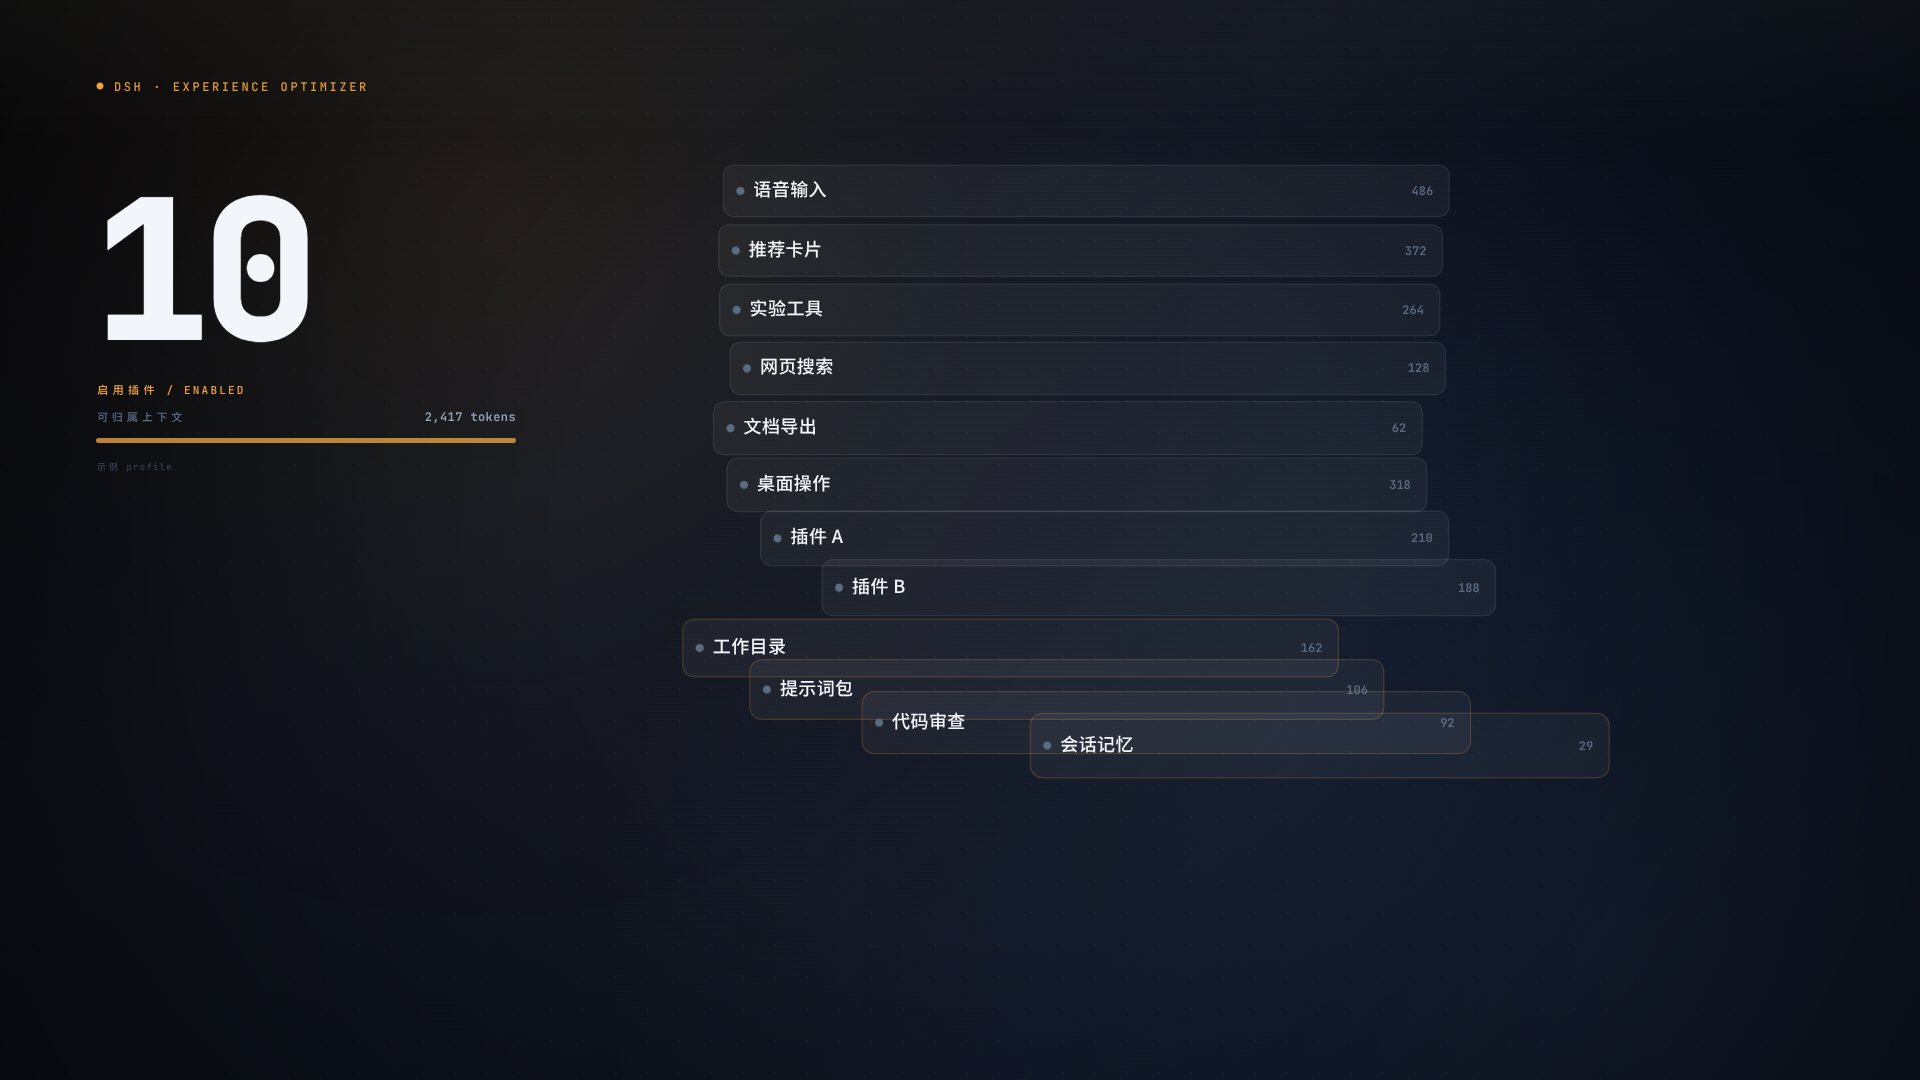 DSH · EXPERIENCE OPTIMIZER
10
启用插件 / ENABLED
可归属上下文 2,417 tokens
示例 profile
语音输入 486
推荐卡片 372
实验工具 264
网页搜索 128
文档导出 62
桌面操作 318
插件 A 210
插件 B 188
工作目录 162
提示词包 106
代码审查 92
会话记忆 29